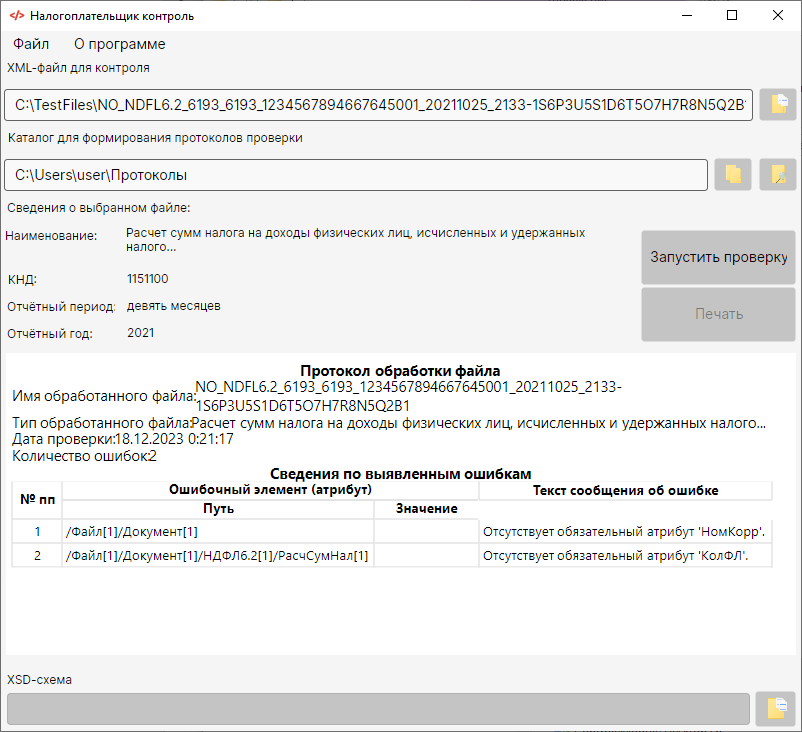 Налогоплательщик контроль
Файл О программе
XML-файл для контроля
C:\TestFiles\NO_NDFL6.2_6193_6193_1234567894667645001_20211025_2133-1S6P3U5S1D6T5O7H7R8N5Q2B
Каталог для формирования протоколов проверки
C:\Users\user\Протоколы
Сведения о выбранном файле:
Наименование: Расчет сумм налога на доходы физических лиц, исчисленных и удержанных
налого...
Запустить проверку
КНД: 1151100
Отчётный период: девять месяцев
Печать
Отчётный год: 2021
Протокол обработки файла
Имя обработанного файла: NO_NDFL6.2_6193_6193_1234567894667645001_20211025_2133-
1S6P3U5S1D6T5O7H7R8N5Q2B1
Тип обработанного файла: Расчет сумм налога на доходы физических лиц, исчисленных и удержанных налого...
Дата проверки:18.12.2023 0:21:17
Количество ошибок:2
Сведения по выявленным ошибкам
№ пп Ошибочный элемент (атрибут) Текст сообщения об ошибке
Путь Значение
1 /Файл[1]/Документ[1] Отсутствует обязательный атрибут 'НомКорр'.
2 /Файл[1]/Документ[1]/НДФЛ6.2[1]/РасчСумНал[1] Отсутствует обязательный атрибут 'КолФЛ'.
XSD-схема